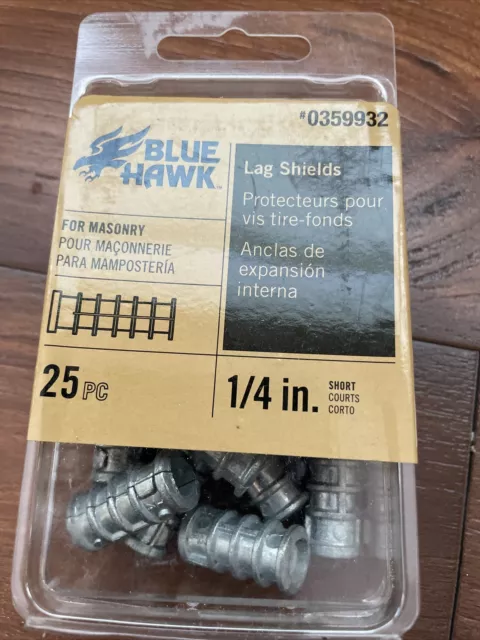 #0359932
BLUE
HAWK™
Lag Shields
Protecteurs pour
vis tire-fonds
Anclas de
expansión
interna
FOR MASONRY
POUR MAÇONNERIE
PARA MAMPOSTERÍA
25 PC
1/4 in.
SHORT
COURTS
CORTO